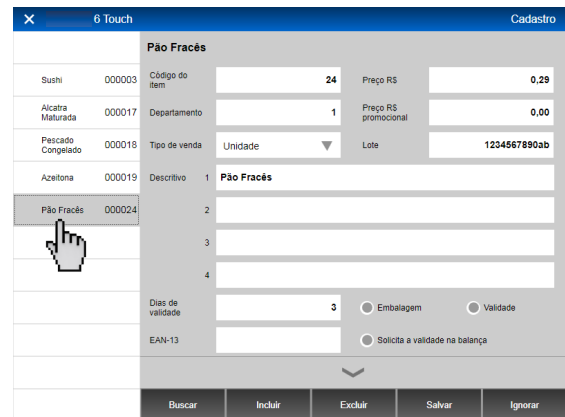 6 Touch Cadastro
Pão Fracês
Sushi 000003
Alcatra
Maturada 000017
Pescado
Congelado 000018
Azeitona 000019
Pão Fracês 000024
Código do
item 24
Preço R$ 0,29
Departamento 1
Preço R$
promocional 0,00
Tipo de venda Unidade
Lote 1234567890ab
Descritivo 1 Pão Fracês
2
3
4
Dias de
validade 3
Embalagem
Validade
EAN-13
Solicita a validade na balança
Buscar Incluir Excluir Salvar Ignorar